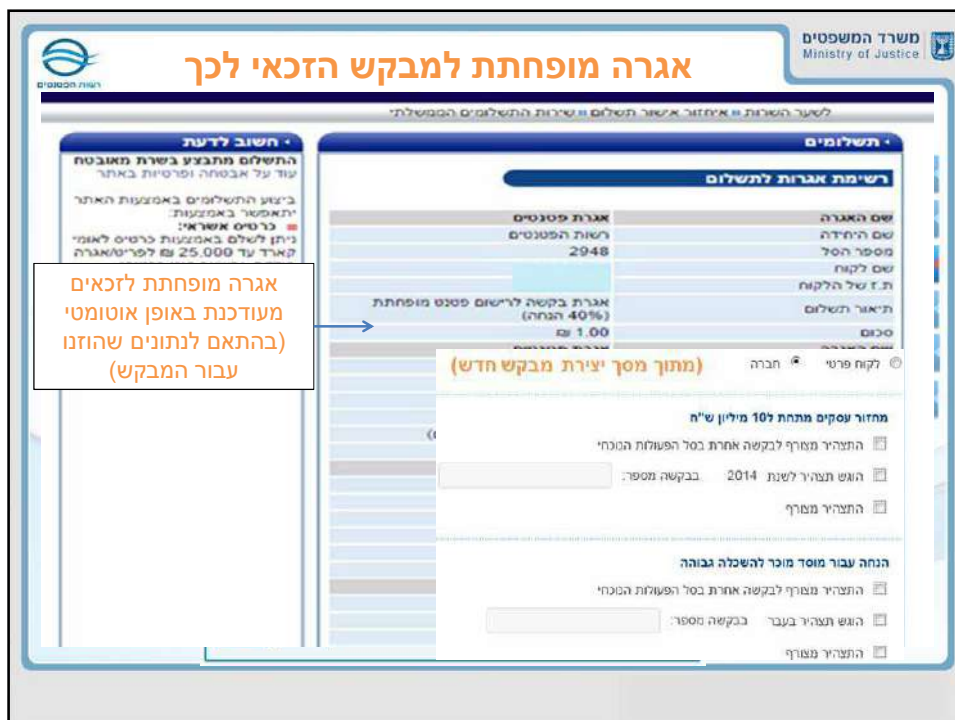 משרד המשפטים
Ministry of Justice
רשות הפטנטים
אגרה מופחתת למבקש הזכאי לכך
לשער השרות « איחזור אישור תשלום « שירות התשלומים הממשלתי
תשלומים
רשימת אגרות לתשלום
שם האגרה אגרת פטנטים
שם היחידה רשות הפטנטים
מספר הסל 2948
שם לקוח
ת.ז של הלקוח
תיאור תשלום אגרת בקשה לרישום פטנט מופחתת
(40% הנחה)
סכום 1.00 ₪
חשוב לדעת
התשלום מתבצע בשרת מאובטח
עוד על אבטחה ופרטיות באתר
ביצוע התשלומים באמצעות האתר
יתאפשר באמצעות:
כרטיס אשראי:
ניתן לשלם באמצעות כרטיס לאומי
קארד עד 25,000 ₪ לפריט/אגרה
אגרה מופחתת לזכאים
מעודכנת באופן אוטומטי
(בהתאם לנתונים שהוזנו
עבור המבקש)
לקוח פרטי חברה (מתוך מסך יצירת מבקש חדש)
מחזור עסקים מתחת ל10 מיליון ש"ח
התצהיר מצורף לבקשה אחרת בסל הפעולות הנוכחי
הוגש תצהיר לשנת 2014 בבקשה מספר:
התצהיר מצורף
הנחה עבור מוסד מוכר להשכלה גבוהה
התצהיר מצורף לבקשה אחרת בסל הפעולות הנוכחי
הוגש תצהיר בעבר בבקשה מספר:
התצהיר מצורף